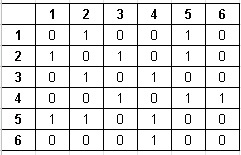 1 2 3 4 5 6
1 0 1 0 0 1 0
2 1 0 1 0 1 0
3 0 1 0 1 0 0
4 0 0 1 0 1 1
5 1 1 0 1 0 0
6 0 0 0 1 0 0